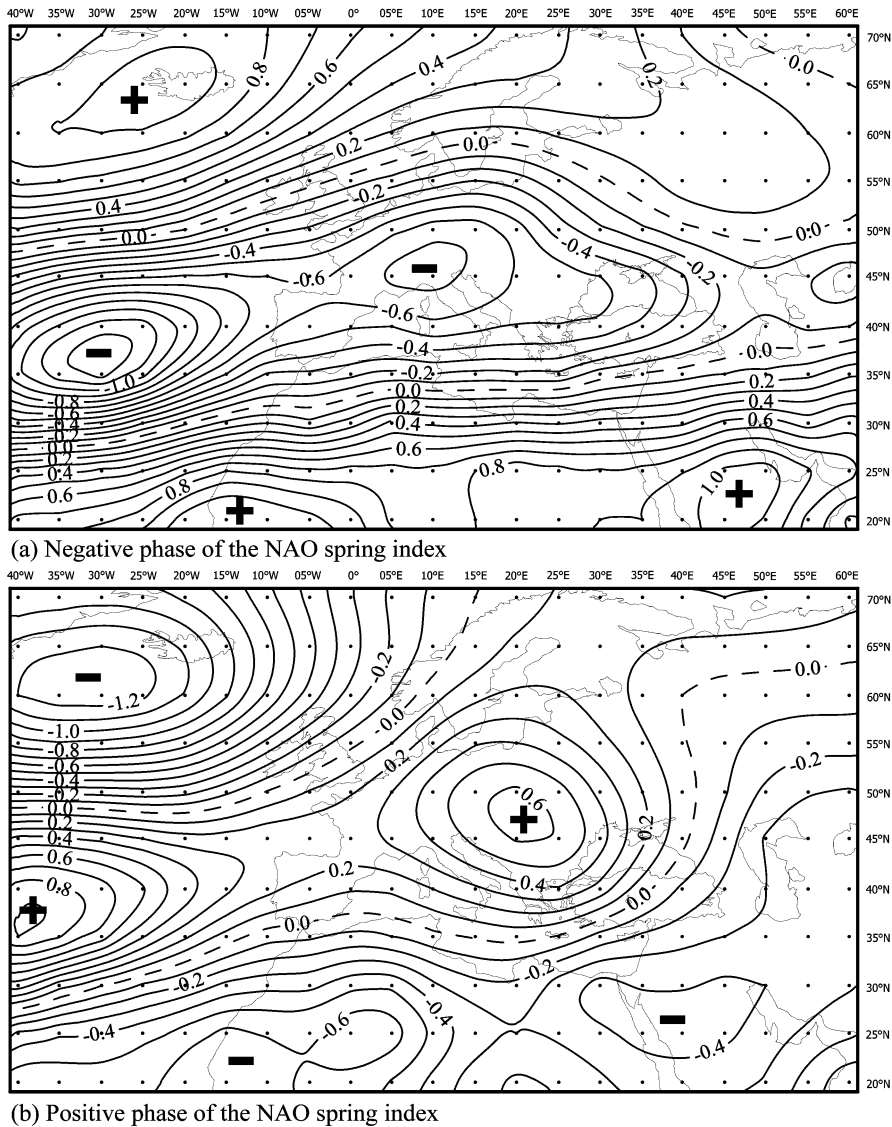 40°W 35°W 30°W 25°W 20°W 15°W 10°W 5°W 0° 5°E 10°E 15°E 20°E 25°E 30°E 35°E 40°E 45°E 50°E 55°E 60°E
0.8 0.6 0.4 0.2 0.0 70°N
65°N
+
60°N
0.2 0.0
55°N
-0.2
0.4
0.0 -0.4 -0.4 0.0 50°N
-0.6 - -0.2 45°N
-0.6
40°N
- -0.4 0.0
-1.0 -0.2 35°N
-0.8 0.0 0.2
-0.6 0.2 0.4
-0.4 0.4 0.6 30°N
-0.2
0.0 0.6
0.2
0.4 0.8 25°N
0.6 0.8 1.0 +
+ 20°N
(a) Negative phase of the NAO spring index
40°W 35°W 30°W 25°W 20°W 15°W 10°W 5°W 0° 5°E 10°E 15°E 20°E 25°E 30°E 35°E 40°E 45°E 50°E 55°E 60°E
70°N
-0.2 0.0 65°N
-
-1.2 60°N
0.0
-1.0
-0.8 55°N
-0.6 0.2 -0.2
-0.4
-0.2 0.6 50°N
0.0 +
0.2 0.2
0.4 45°N
0.6 0.2
0.8 0.4 40°N
+ 0.0 0.0
35°N
-0.2 -0.2
30°N
-0.4 -0.6 -0.4 -
- -0.4 25°N
20°N
(b) Positive phase of the NAO spring index